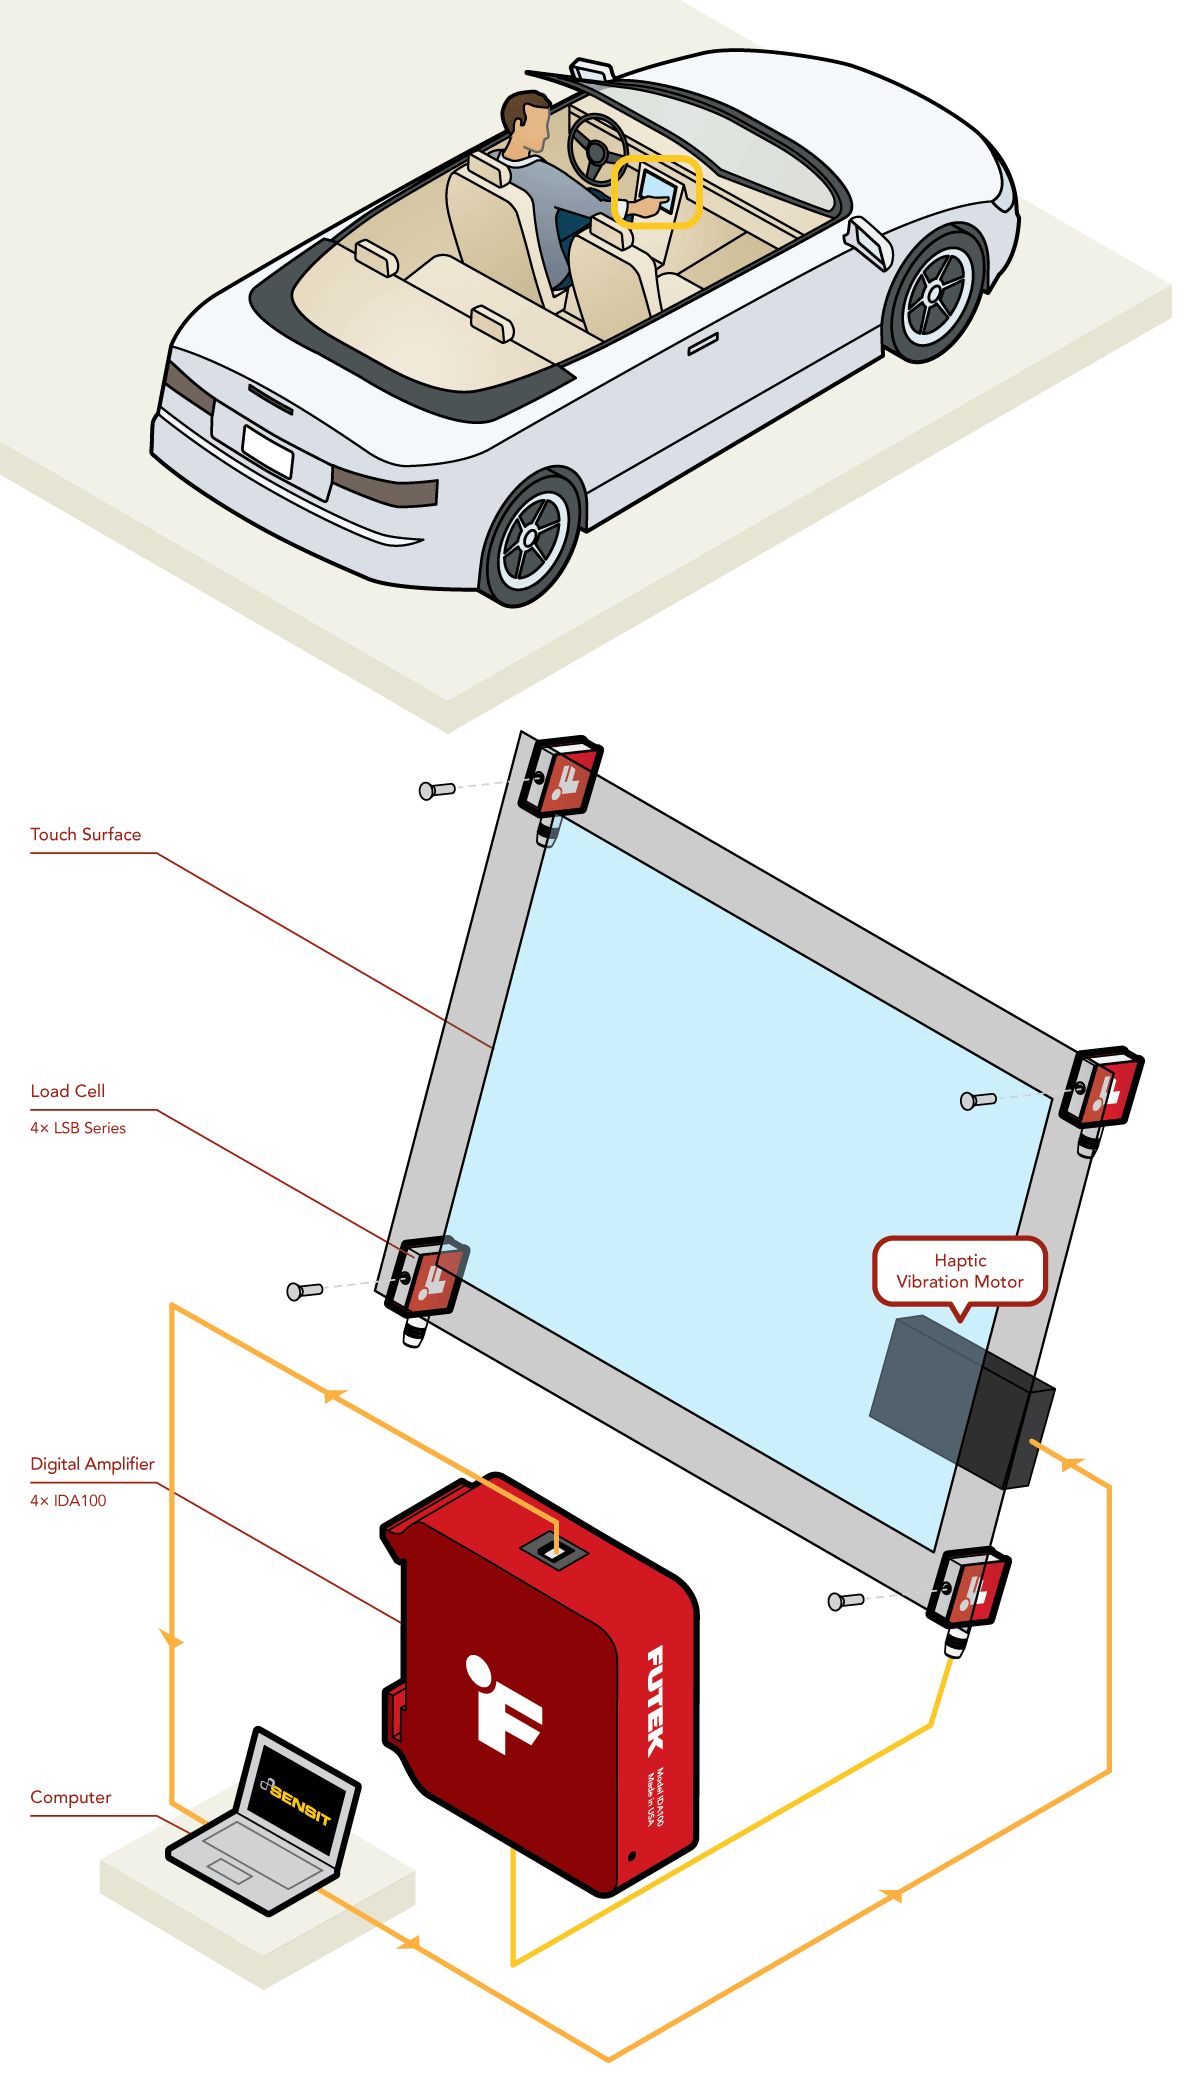 Touch Surface
Load Cell
4× LSB Series
Haptic
Vibration Motor
Digital Amplifier
4× IDA100
FUTEK
Model IDA100
Made in USA
Computer
SENSIT